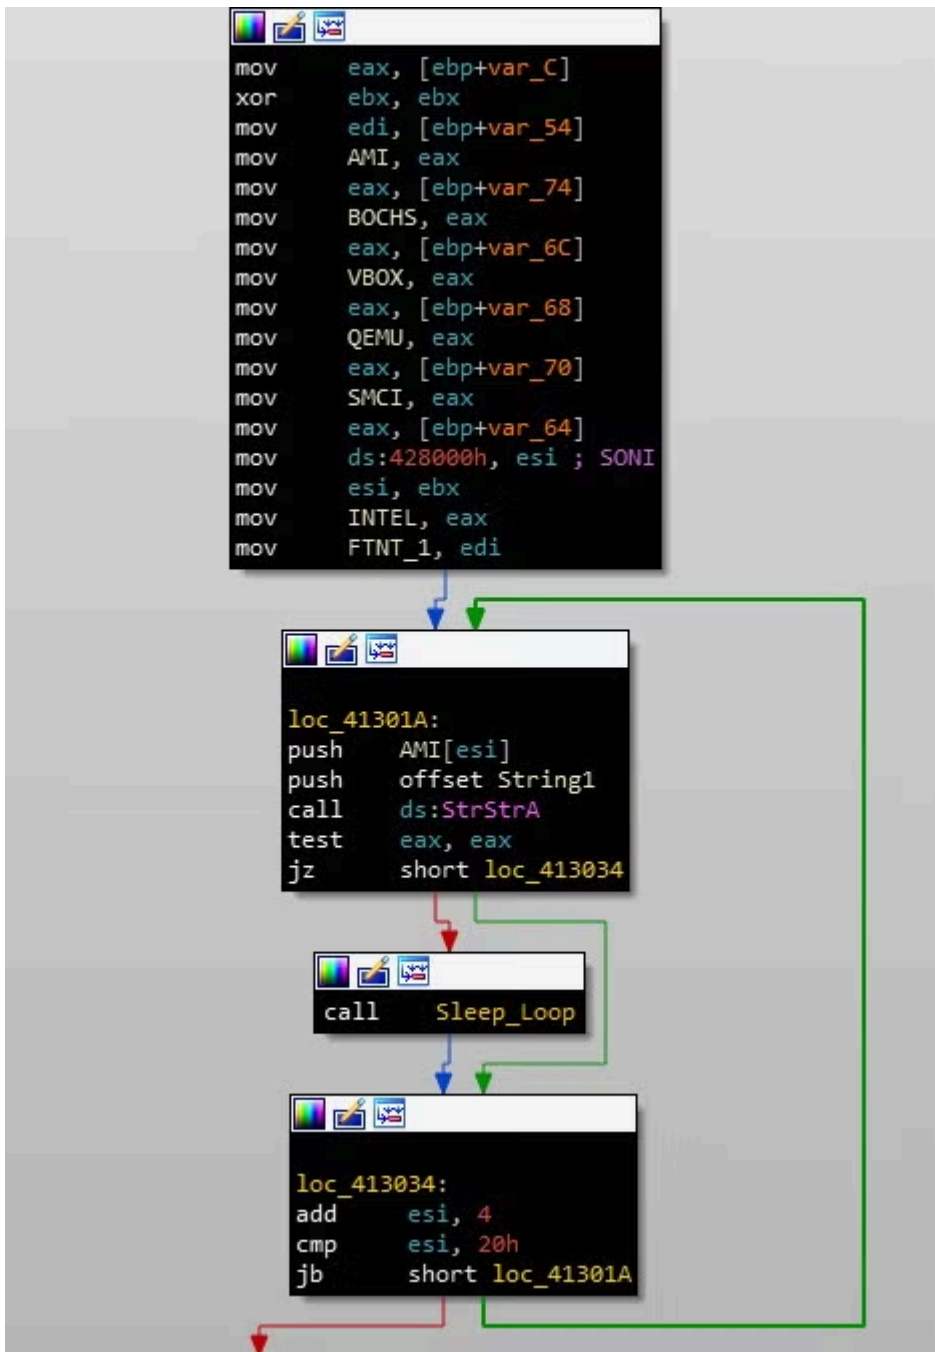 mov eax, [ebp+var_C]
xor ebx, ebx
mov edi, [ebp+var_54]
mov AMI, eax
mov eax, [ebp+var_74]
mov BOCHS, eax
mov eax, [ebp+var_6C]
mov VBOX, eax
mov eax, [ebp+var_68]
mov QEMU, eax
mov eax, [ebp+var_70]
mov SMCI, eax
mov eax, [ebp+var_64]
mov ds:428000h, esi ; SONI
mov esi, ebx
mov INTEL, eax
mov FTNT_1, edi
loc_41301A:
push AMI[esi]
push offset String1
call ds:StrStrA
test eax, eax
jz short loc_413034
call Sleep_Loop
loc_413034:
add esi, 4
cmp esi, 20h
jb short loc_41301A